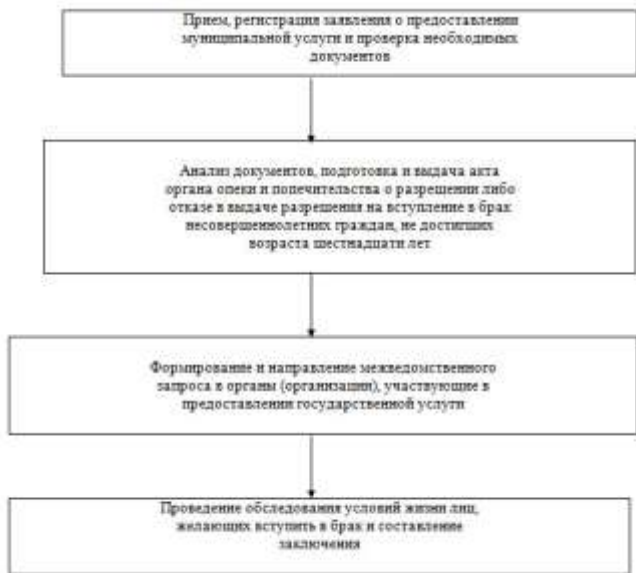 Прием, регистрация заявления о предоставлении
муниципальной услуги и проверка необходимых
документов
Анализ документов, подготовка и выдача акта
органа опеки и попечительства о разрешении либо
отказе в выдаче разрешения на вступление в брак
несовершеннолетних граждан, не достигших
возраста шестнадцати лет
Формирование и направление межведомственного
запроса в органы (организации), участвующие в
предоставлении государственной услуги
Проведение обследования условий жизни лиц,
желающих вступить в брак и составление
заключения